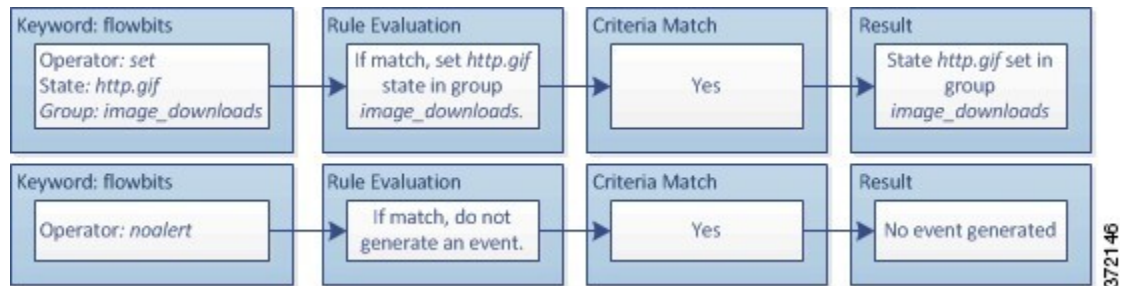 Keyword: flowbits
Operator: set
State: http.gif
Group: image_downloads
Rule Evaluation
If match, set http.gif
state in group
image_downloads.
Criteria Match
Yes
Result
State http.gif set in
group
image_downloads
Keyword: flowbits
Operator: noalert
Rule Evaluation
If match, do not
generate an event.
Criteria Match
Yes
Result
No event generated
372146